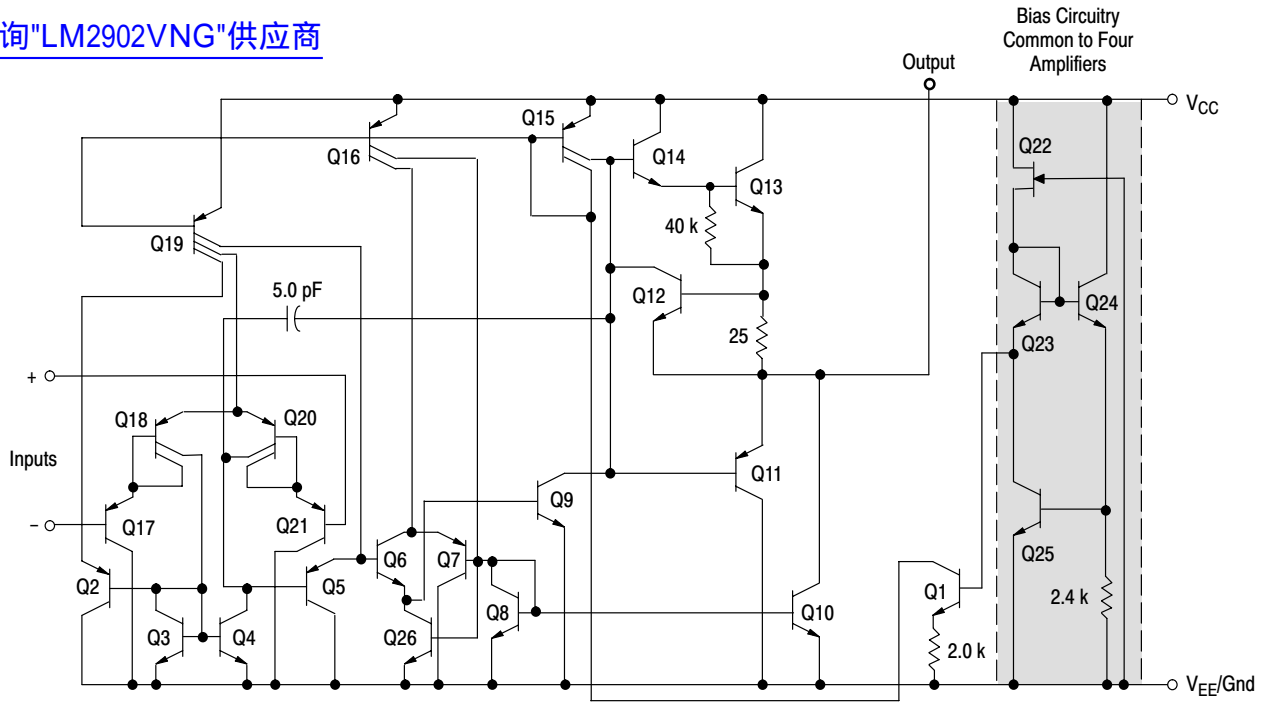 询"LM2902VNG"供应商
Bias Circuitry
Common to Four
Amplifiers
Output
VCC
Q15
Q16
Q14
Q22
Q13
40 k
Q19
5.0 pF
Q12
Q24
25
Q23
+
Q18
Q20
Inputs
Q11
Q9
−
Q17
Q21
Q25
Q6
Q7
Q2
Q5
Q1
2.4 k
Q8
Q10
Q3
Q4
Q26
2.0 k
VEE/Gnd